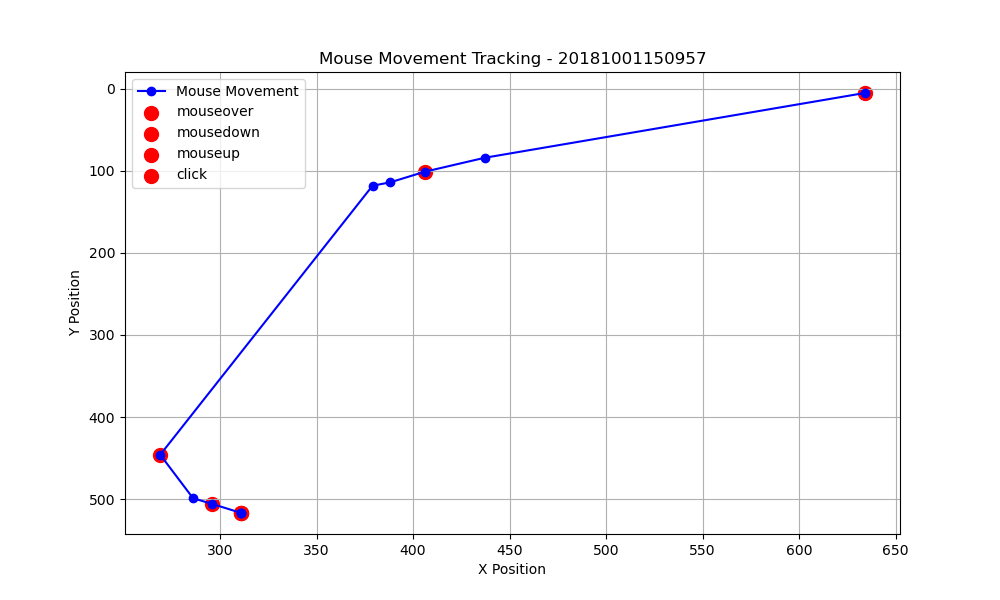 Mouse Movement Tracking - 20181001150957
Mouse Movement
mouseover
mousedown
mouseup
click
0
100
200
300
400
500
Y Position
300
350
400
450
500
550
600
650
X Position